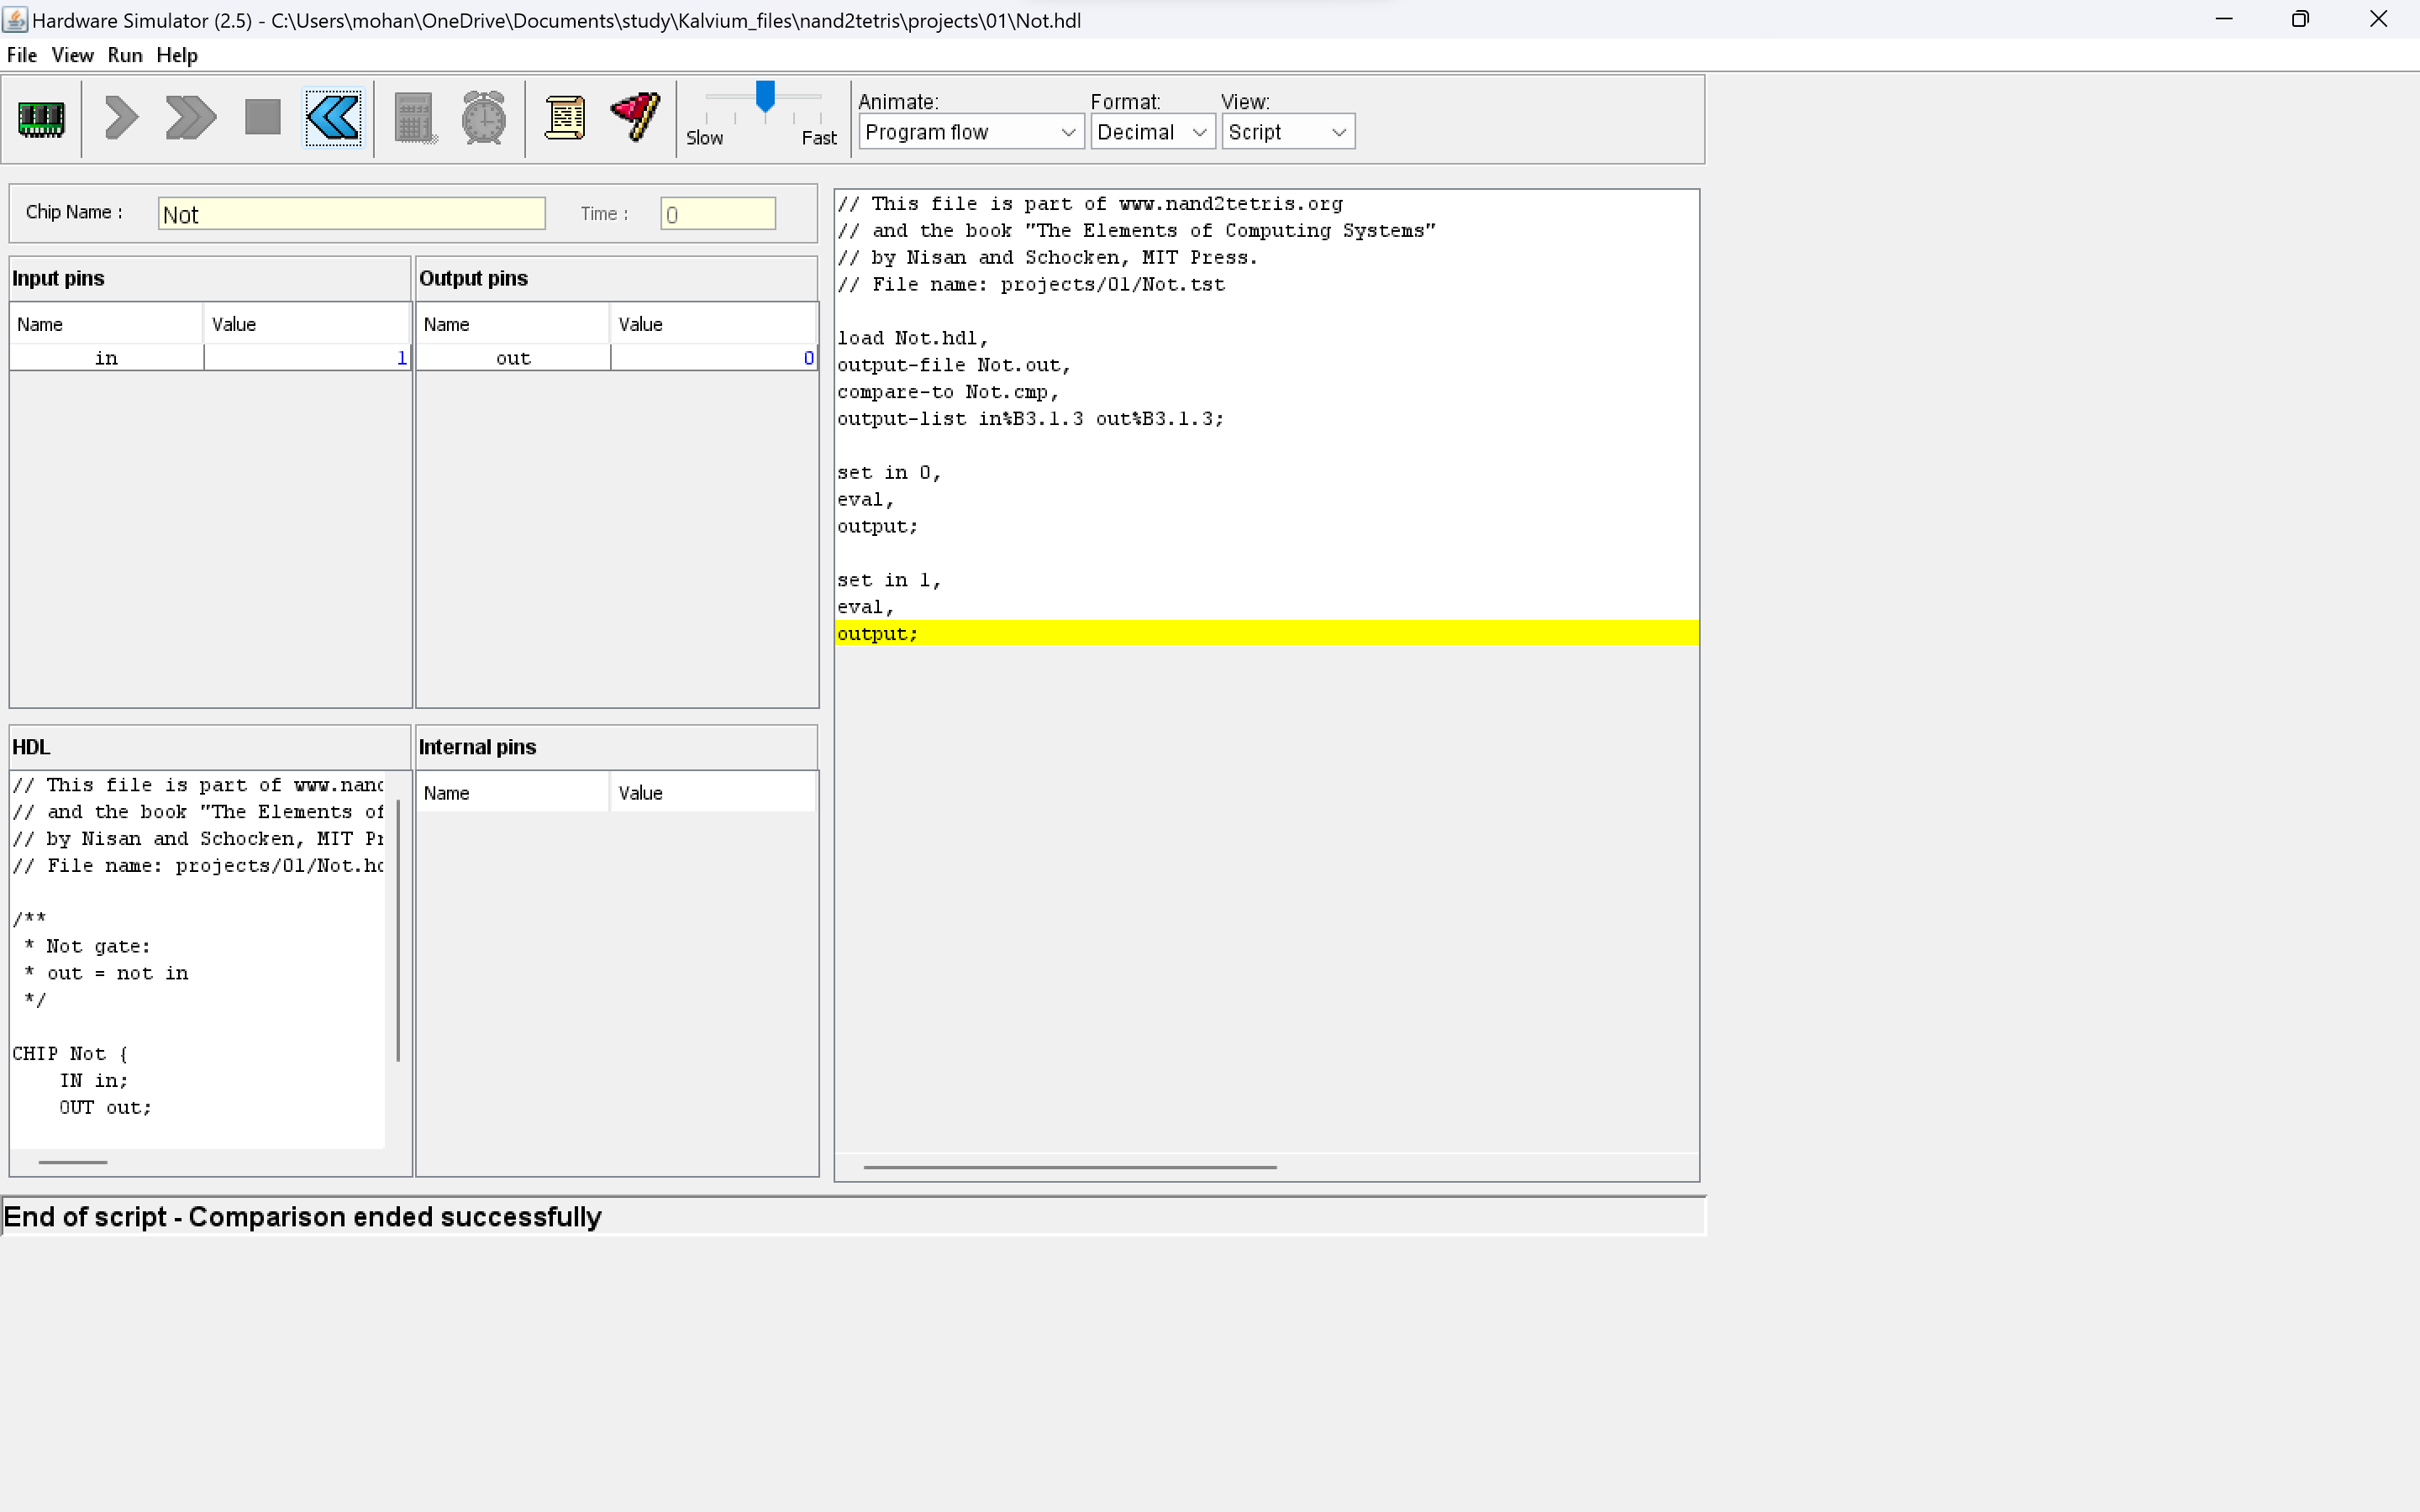 Hardware Simulator (2.5) - C:\Users\mohan\OneDrive\Documents\study\Kalvium_files\nand2tetris\projects\01\Not.hdl
File View Run Help
Slow Fast
Animate: Format: View:
Program flow Decimal Script
Chip Name : Not Time : 0
Input pins
Name Value
in 1
Output pins
Name Value
out 0
HDL
// This file is part of www.nand
// and the book "The Elements of
// by Nisan and Schocken, MIT Pr
// File name: projects/01/Not.hd
/**
* Not gate:
* out = not in
*/
CHIP Not {
IN in;
OUT out;
Internal pins
Name Value
// This file is part of www.nand2tetris.org
// and the book "The Elements of Computing Systems"
// by Nisan and Schocken, MIT Press.
// File name: projects/01/Not.tst
load Not.hdl,
output-file Not.out,
compare-to Not.cmp,
output-list in%B3.1.3 out%B3.1.3;
set in 0,
eval,
output;
set in 1,
eval,
output;
End of script - Comparison ended successfully